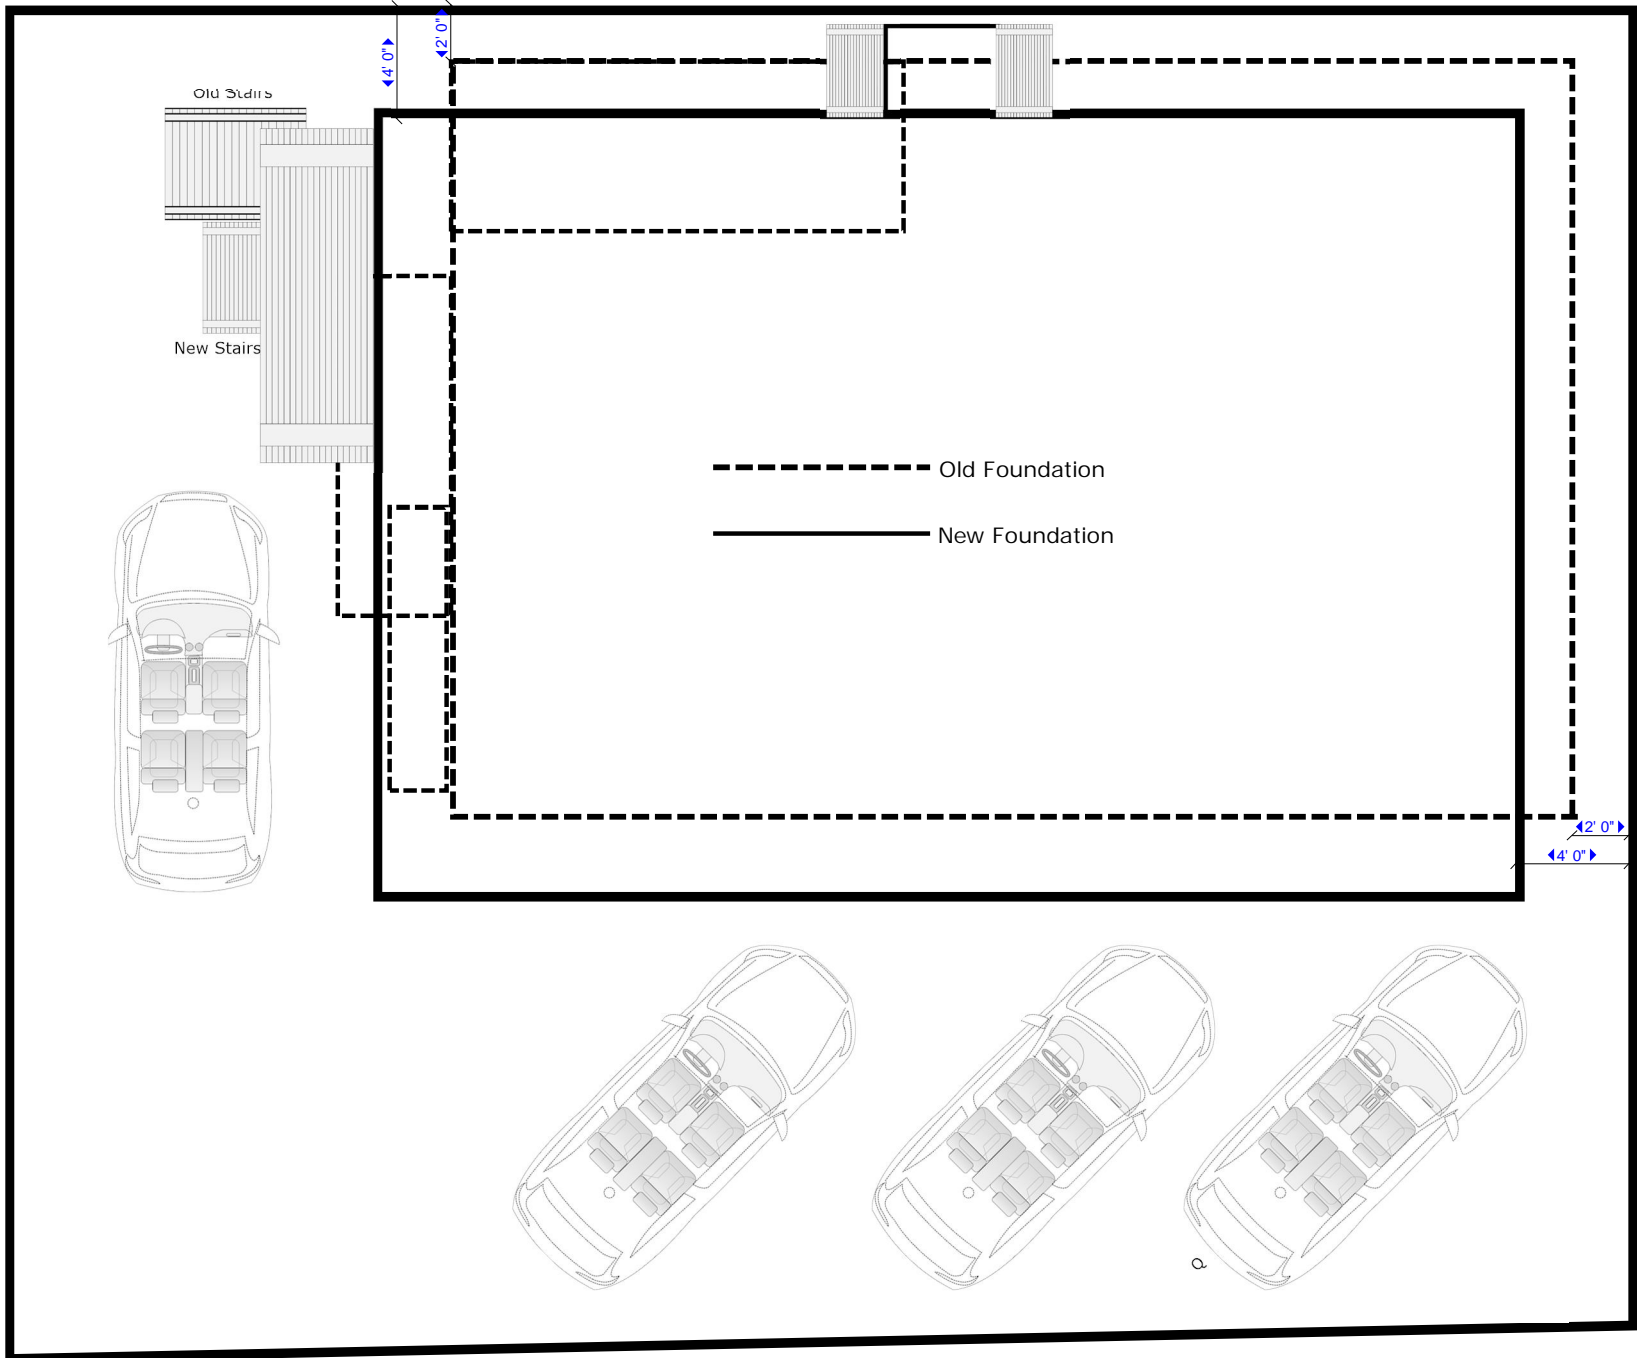 4' 0"
2' 0"
Old Stairs
New Stairs
Old Foundation
New Foundation
2' 0"
4' 0"
Q